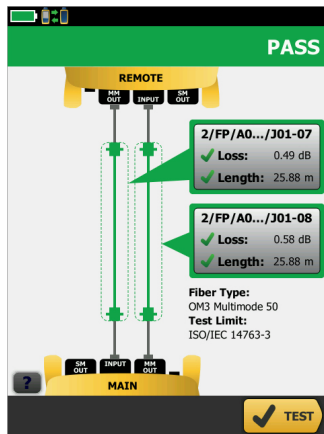 PASS
REMOTE
MM OUT INPUT SM OUT
2/FP/A0.../J01-07
Loss: 0.49 dB
Length: 25.88 m
2/FP/A0.../J01-08
Loss: 0.58 dB
Length: 25.88 m
Fiber Type:
OM3 Multimode 50
Test Limit:
ISO/IEC 14763-3
SM OUT INPUT MM OUT
MAIN
?
TEST